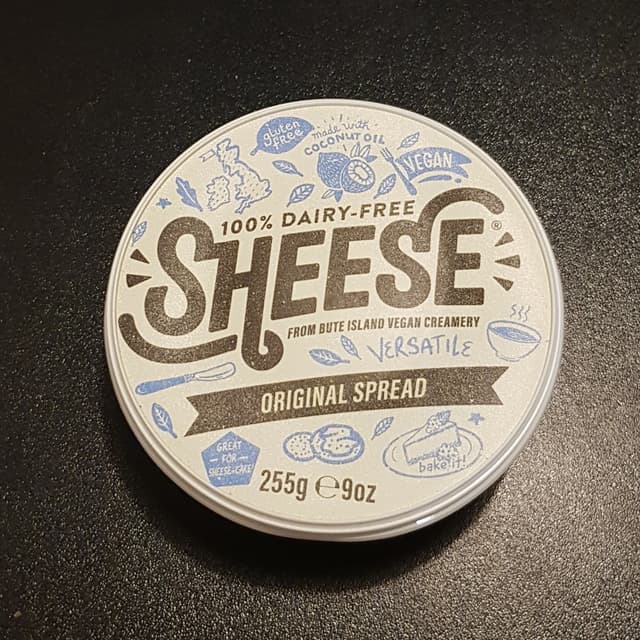 gluten
free
made with
COCONUT OIL
VEGAN
100% DAIRY-FREE
SHEESE®
FROM BUTE ISLAND VEGAN CREAMERY
VERSATILE
ORIGINAL SPREAD
GREAT
FOR
SHEESE-CAKE
bake it!
255g ℮ 9oz